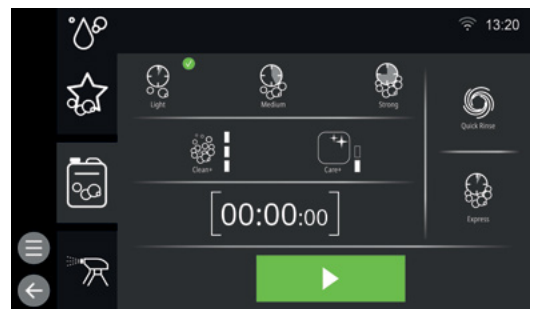 13:20
Light Medium Strong
Quick Rinse
Clean+ Care+
Express
[00:00:00]